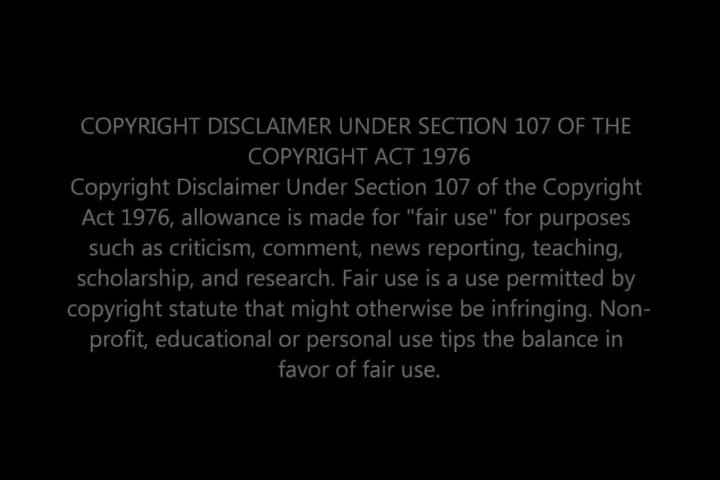 COPYRIGHT DISCLAIMER UNDER SECTION 107 OF THE
COPYRIGHT ACT 1976
Copyright Disclaimer Under Section 107 of the Copyright
Act 1976, allowance is made for "fair use" for purposes
such as criticism, comment, news reporting, teaching,
scholarship, and research. Fair use is a use permitted by
copyright statute that might otherwise be infringing. Non-
profit, educational or personal use tips the balance in
favor of fair use.